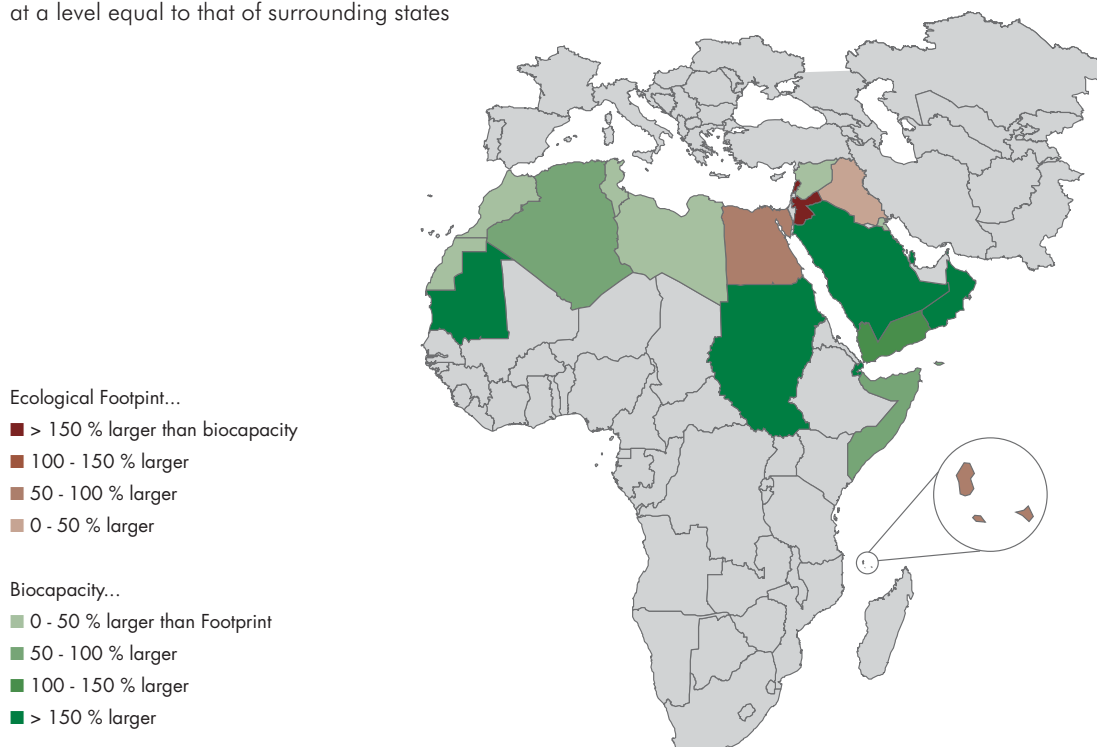 at a level equal to that of surrounding states
Ecological Footpint...
> 150 % larger than biocapacity
100 - 150 % larger
50 - 100 % larger
0 - 50 % larger
Biocapacity...
0 - 50 % larger than Footprint
50 - 100 % larger
100 - 150 % larger
> 150 % larger